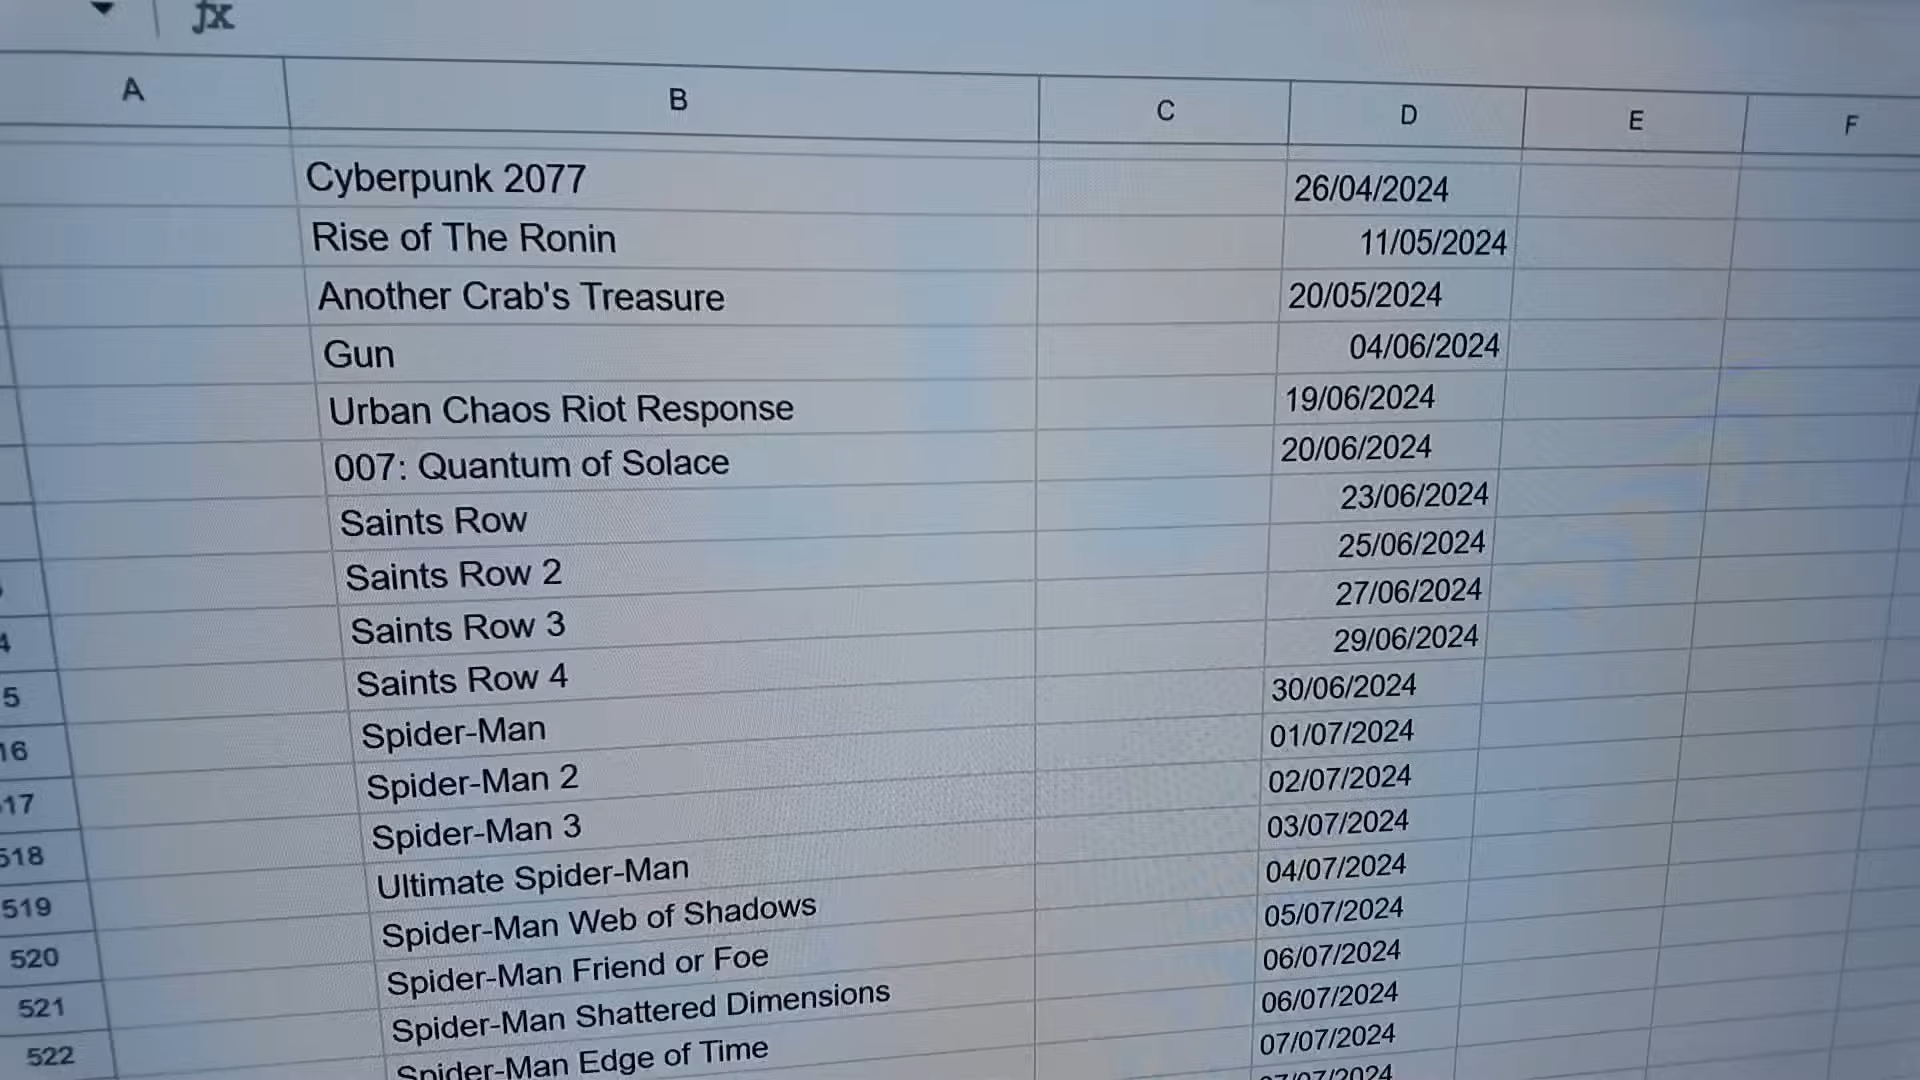 fx
A B C D E F
Cyberpunk 2077 26/04/2024
Rise of The Ronin 11/05/2024
Another Crab's Treasure 20/05/2024
Gun 04/06/2024
Urban Chaos Riot Response 19/06/2024
007: Quantum of Solace 20/06/2024
Saints Row 23/06/2024
Saints Row 2 25/06/2024
4 Saints Row 3 27/06/2024
5 Saints Row 4 29/06/2024
16 Spider-Man 30/06/2024
17 Spider-Man 2 01/07/2024
518 Spider-Man 3 02/07/2024
519 Ultimate Spider-Man 03/07/2024
520 Spider-Man Web of Shadows 04/07/2024
521 Spider-Man Friend or Foe 05/07/2024
522 Spider-Man Shattered Dimensions 06/07/2024
Spider-Man Edge of Time 06/07/2024
07/07/2024
07/07/2024